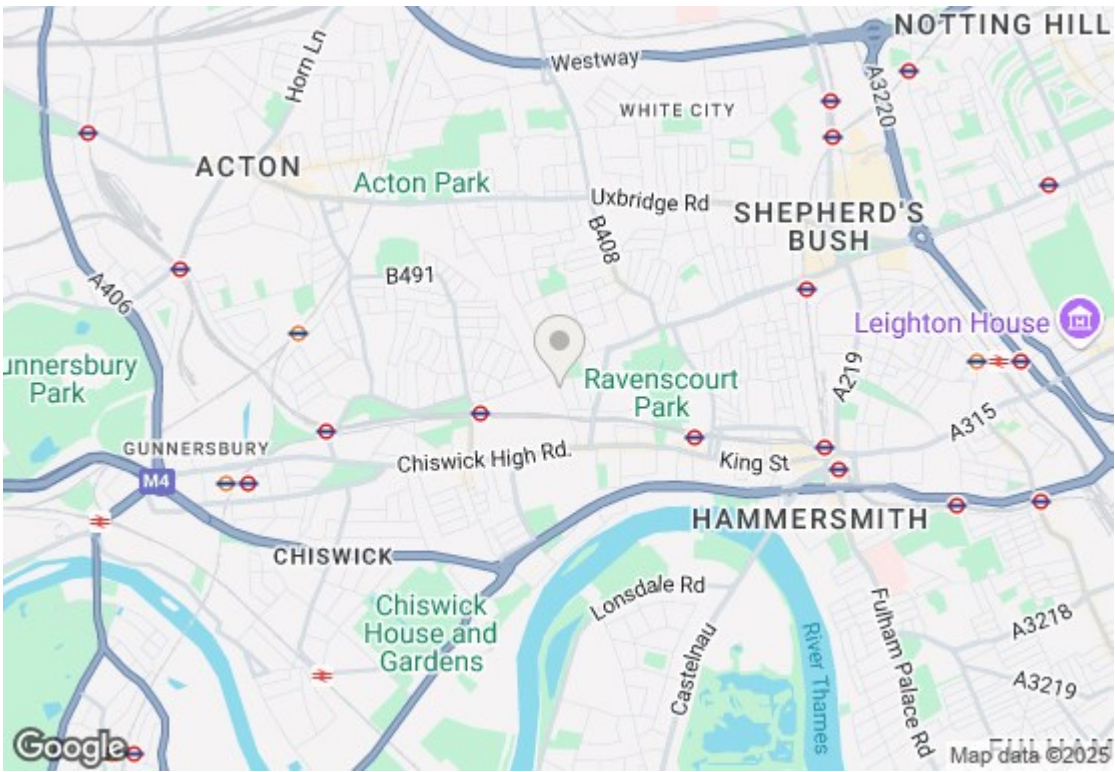 NOTTING HILL
Horn Ln
Westway
A3220
WHITE CITY
ACTON
Acton Park
Uxbridge Rd
SHEPHERD'S
BUSH
B408
B491
A406
Leighton House
unnersbury
Park
Ravenscourt
Park
A219
A315
GUNNERSBURY
Chiswick High Rd.
King St
M4
HAMMERSMITH
CHISWICK
Lonsdale Rd
Chiswick
House and
Gardens
Castelnau
River Thames
Fulham Palace Rd
A3218
A3219
FULHAM
Google
Map data ©2025